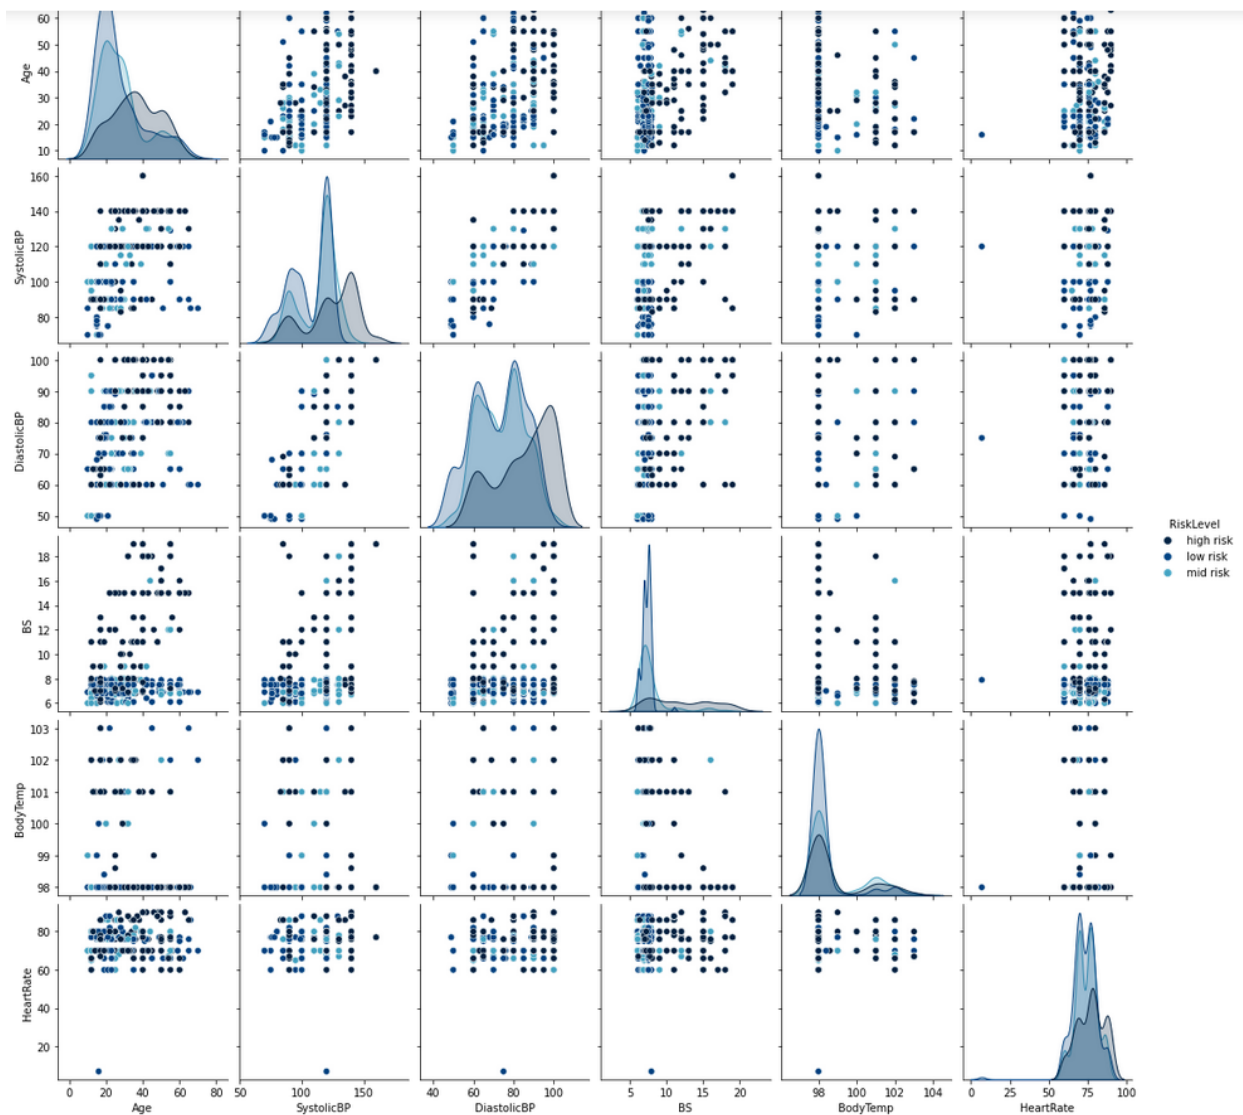 60
50
40
30
20
10
Age
160
140
120
100
80
SystolicBP
100
90
80
70
60
50
DiastolicBP
RiskLevel
high risk
low risk
mid risk
18
16
14
12
10
8
6
BS
103
102
101
100
99
98
BodyTemp
80
60
40
20
HeartRate
0 20 40 60 80 50 100 150 40 60 80 100 5 10 15 20 98 100 102 104 0 25 50 75 100
Age SystolicBP DiastolicBP BS BodyTemp HeartRate